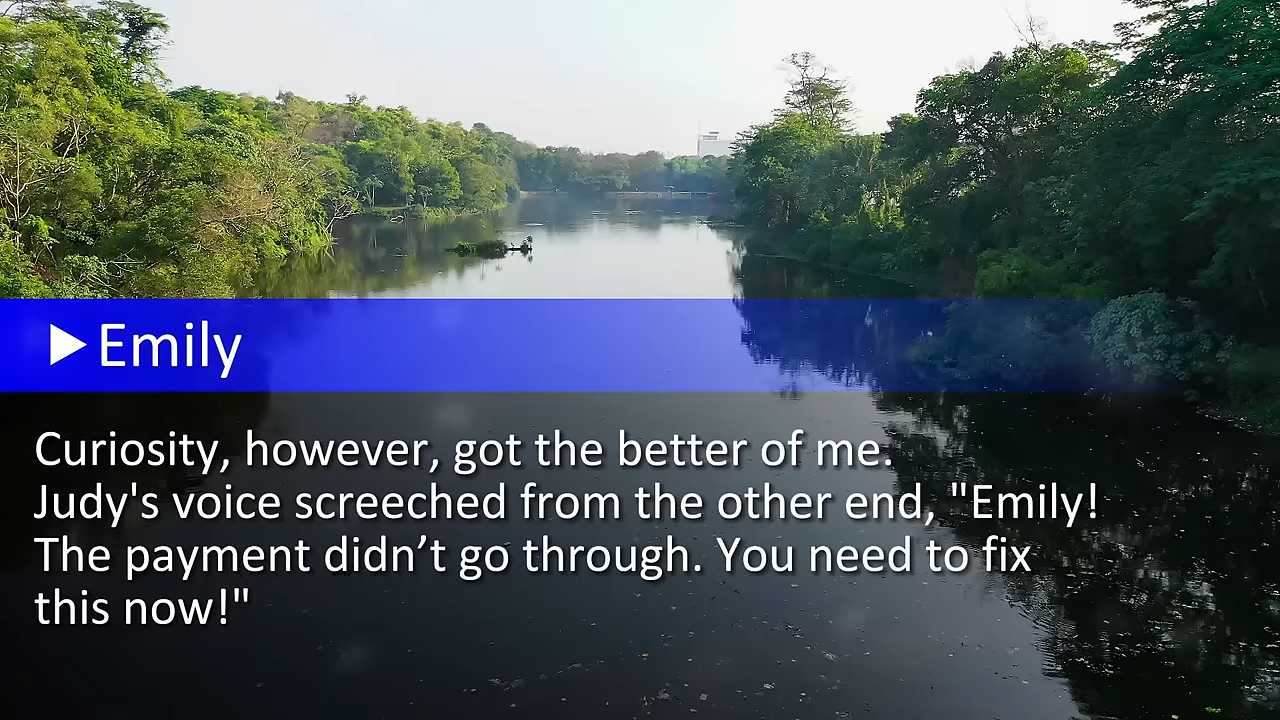 ▶Emily
Curiosity, however, got the better of me.
Judy's voice screeched from the other end, "Emily!
The payment didn’t go through. You need to fix
this now!"